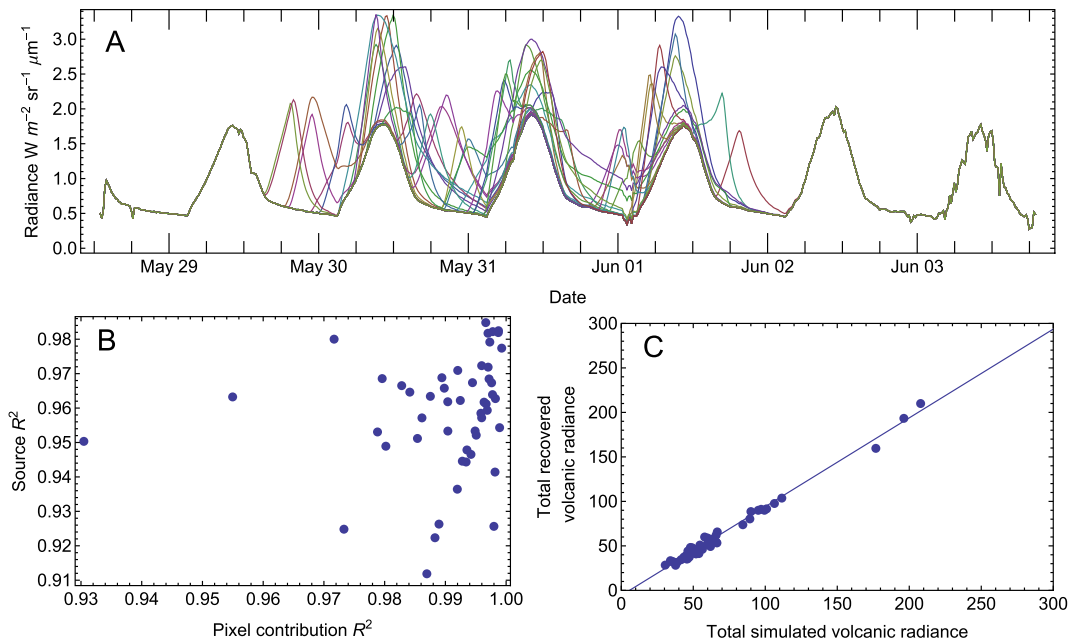 A
Radiance W m⁻² sr⁻¹ μm⁻¹
3.0
2.5
2.0
1.5
1.0
0.5
0.0
May 29
May 30
May 31
Jun 01
Jun 02
Jun 03
Date
B
Source R²
0.98
0.97
0.96
0.95
0.94
0.93
0.92
0.91
0.93
0.94
0.95
0.96
0.97
0.98
0.99
1.00
Pixel contribution R²
C
Total recovered
volcanic radiance
300
250
200
150
100
50
0
0
50
100
150
200
250
300
Total simulated volcanic radiance